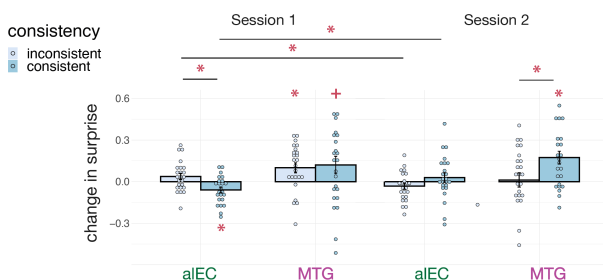 Session 1
Session 2
consistency
inconsistent
consistent
*
*
*
*
*
+
*
*
change in surprise
0.6
0.3
0.0
−0.3
alEC
MTG
alEC
MTG